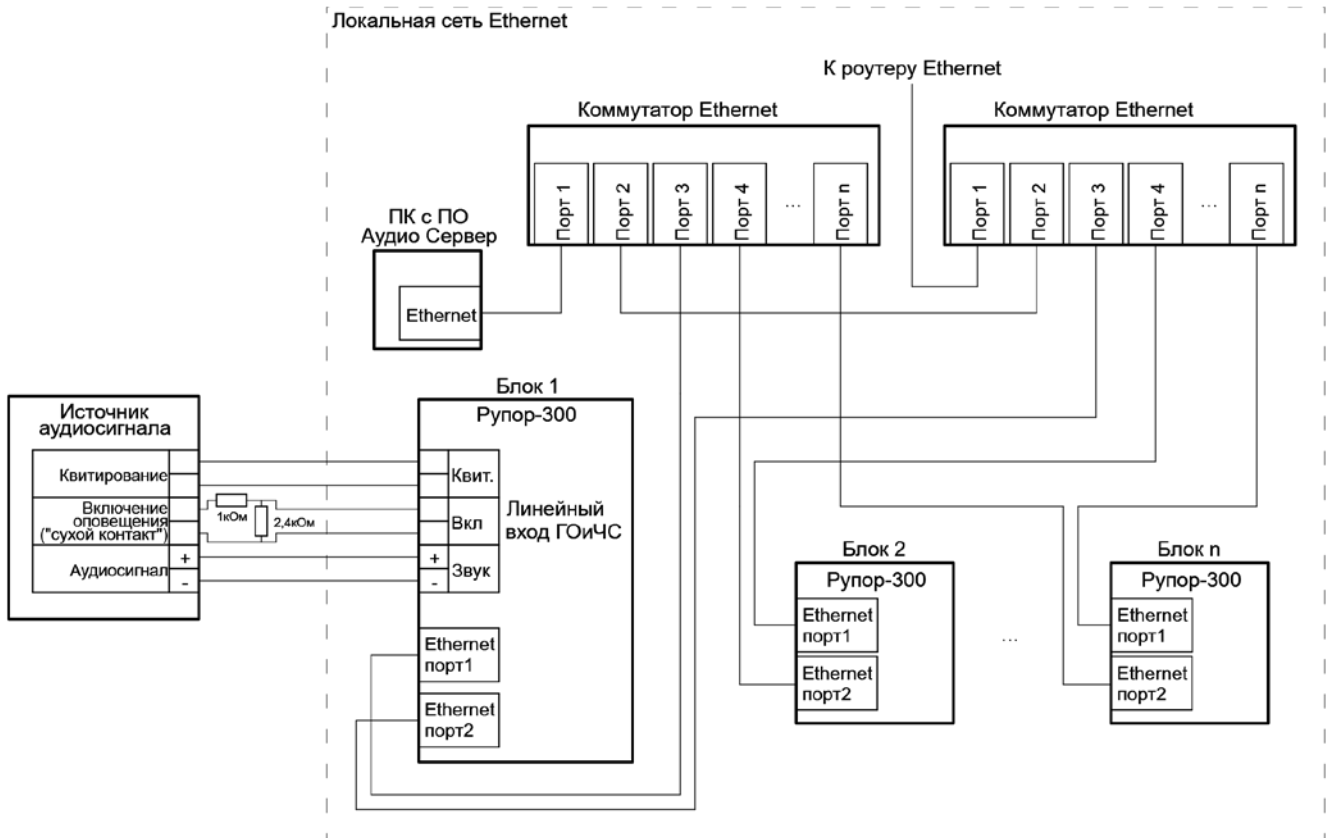 Локальная сеть Ethernet
К роутеру Ethernet
Коммутатор Ethernet
Порт 1
Порт 2
Порт 3
Порт 4
...
Порт n
Коммутатор Ethernet
Порт 1
Порт 2
Порт 3
Порт 4
...
Порт n
ПК с ПО
Аудио Сервер
Ethernet
Источник
аудиосигнала
Квитирование
Включение
оповещения
("сухой контакт")
Аудиосигнал
+
-
1кОм
2,4кОм
Блок 1
Рупор-300
Квит.
Вкл
+
-
Звук
Линейный
вход ГОиЧС
Ethernet
порт1
Ethernet
порт2
Блок 2
Рупор-300
Ethernet
порт1
Ethernet
порт2
...
Блок n
Рупор-300
Ethernet
порт1
Ethernet
порт2